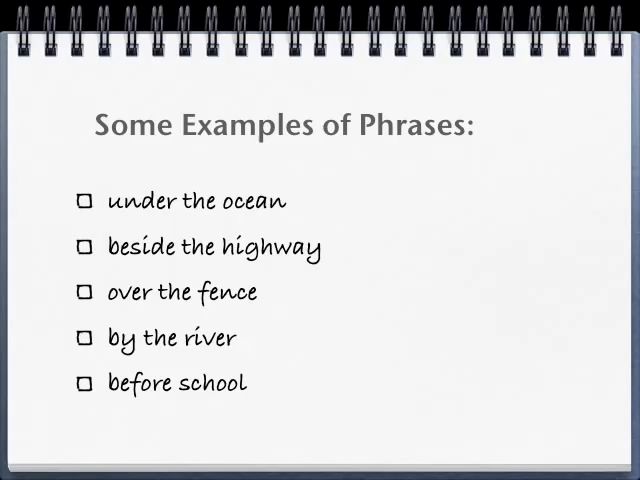 Some Examples of Phrases:
under the ocean
beside the highway
over the fence
by the river
before school